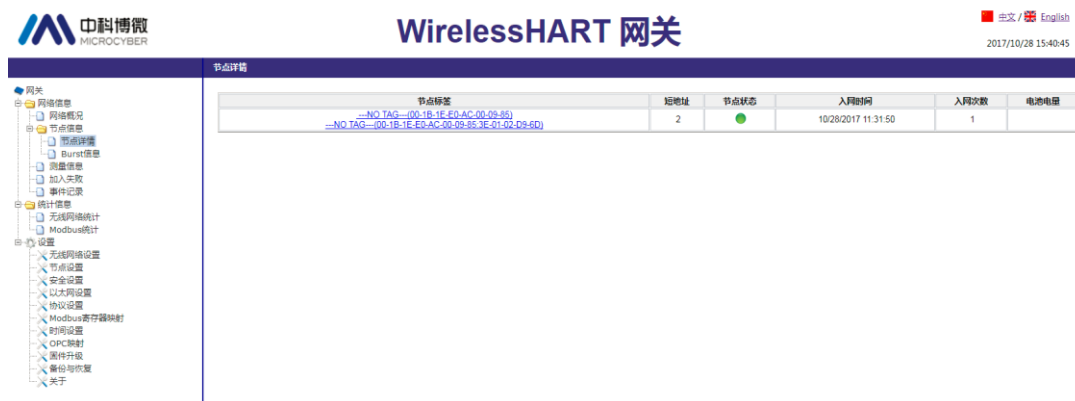 中科博微
MICROCYBER
WirelessHART 网关
中文 / English
2017/10/28 15:40:45
节点详情
网关
网络信息
网络概况
节点信息
节点详情
Burst信息
测量信息
加入失败
事件记录
统计信息
无线网络统计
Modbus统计
设置
无线网络设置
节点设置
安全设置
以太网设置
协议设置
Modbus寄存器映射
时间设置
OPC映射
固件升级
备份与恢复
关于
节点标签 短地址 节点状态 入网时间 入网次数 电池电量
---NO TAG---(00-1B-1E-E0-AC-00-09-85)
---NO TAG---(00-1B-1E-E0-AC-00-09-85:3E-01-02-D9-6D)
2 10/28/2017 11:31:50 1